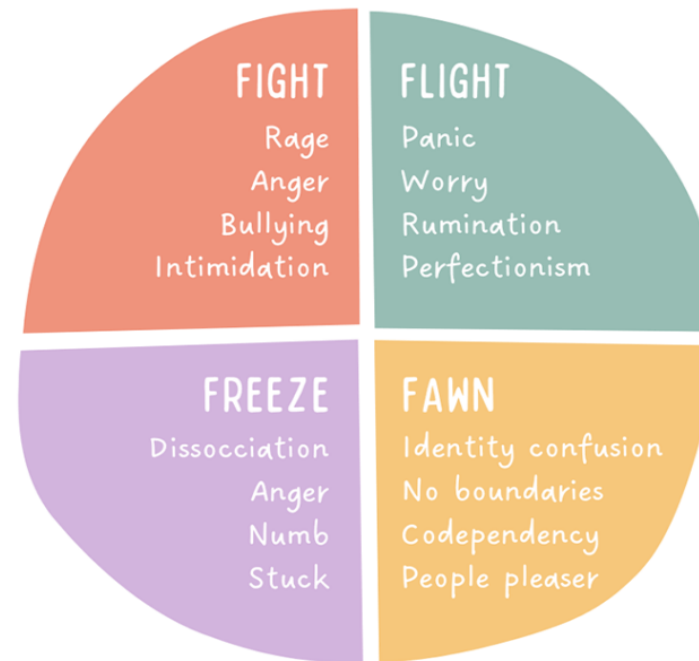 FIGHT
Rage
Anger
Bullying
Intimidation
FLIGHT
Panic
Worry
Rumination
Perfectionism
FREEZE
Dissocciation
Anger
Numb
Stuck
FAWN
Identity confusion
No boundaries
Codependency
People pleaser